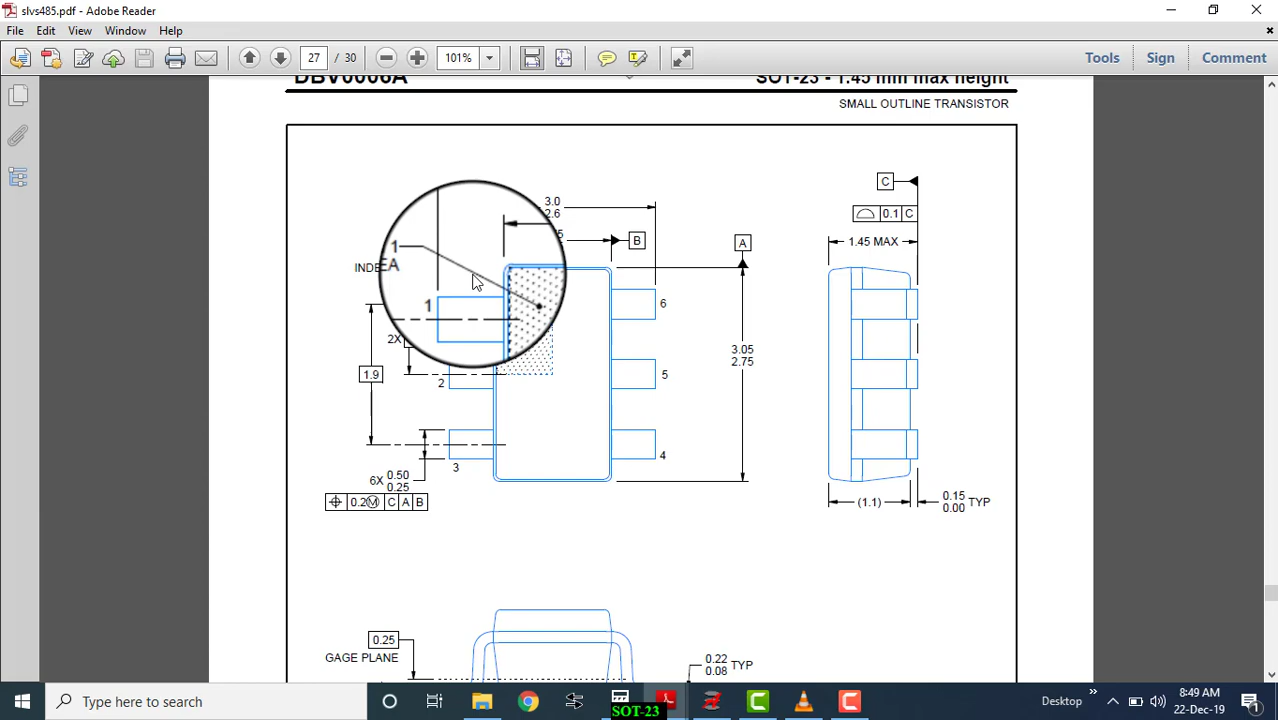 slvs485.pdf - Adobe Reader
File Edit View Window Help
27 / 30 101% Tools Sign Comment
DBV0006A SOT-23 - 1.45 mm max height
SMALL OUTLINE TRANSISTOR
C
3.0
2.6
0.1 C
1 B A 1.45 MAX
A
1 6
2X
3.05
2.75
1.9 2 5
3 4
6X 0.50
0.25
0.2Ⓜ C A B
(1.1) 0.15
0.00 TYP
0.25
GAGE PLANE
0.22
0.08 TYP
Type here to search
SOT-23
Desktop
8:49 AM
22-Dec-19
1